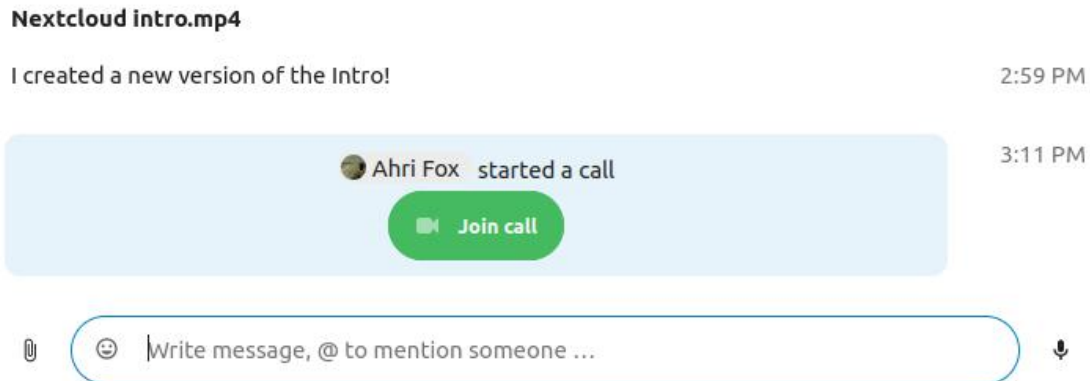 Nextcloud intro.mp4
I created a new version of the Intro! 2:59 PM
Ahri Fox started a call 3:11 PM
Join call
Write message, @ to mention someone ...